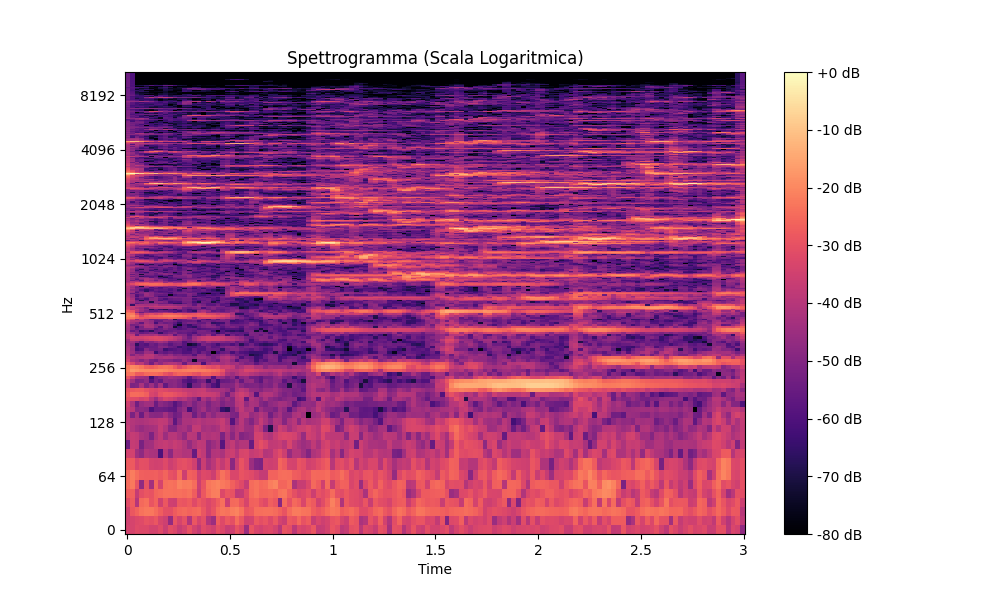 Spettrogramma (Scala Logaritmica)
8192
4096
2048
1024
512
256
128
64
0
Hz
0
0.5
1
1.5
2
2.5
3
Time
+0 dB
-10 dB
-20 dB
-30 dB
-40 dB
-50 dB
-60 dB
-70 dB
-80 dB